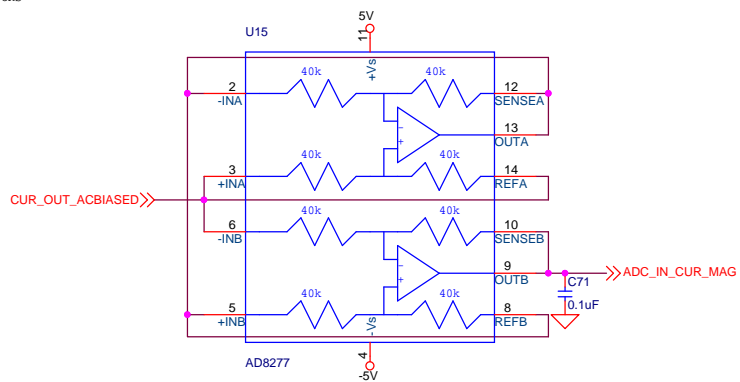 5V
U15
11
+Vs
40k
40k
2
-INA
12
SENSEA
13
OUTA
40k
40k
3
+INA
14
REFA
CUR_OUT_ACBIASED
40k
40k
6
-INB
10
SENSEB
9
OUTB
ADC_IN_CUR_MAG
C71
0.1uF
40k
40k
5
+INB
8
REFB
-Vs
4
AD8277
-5V